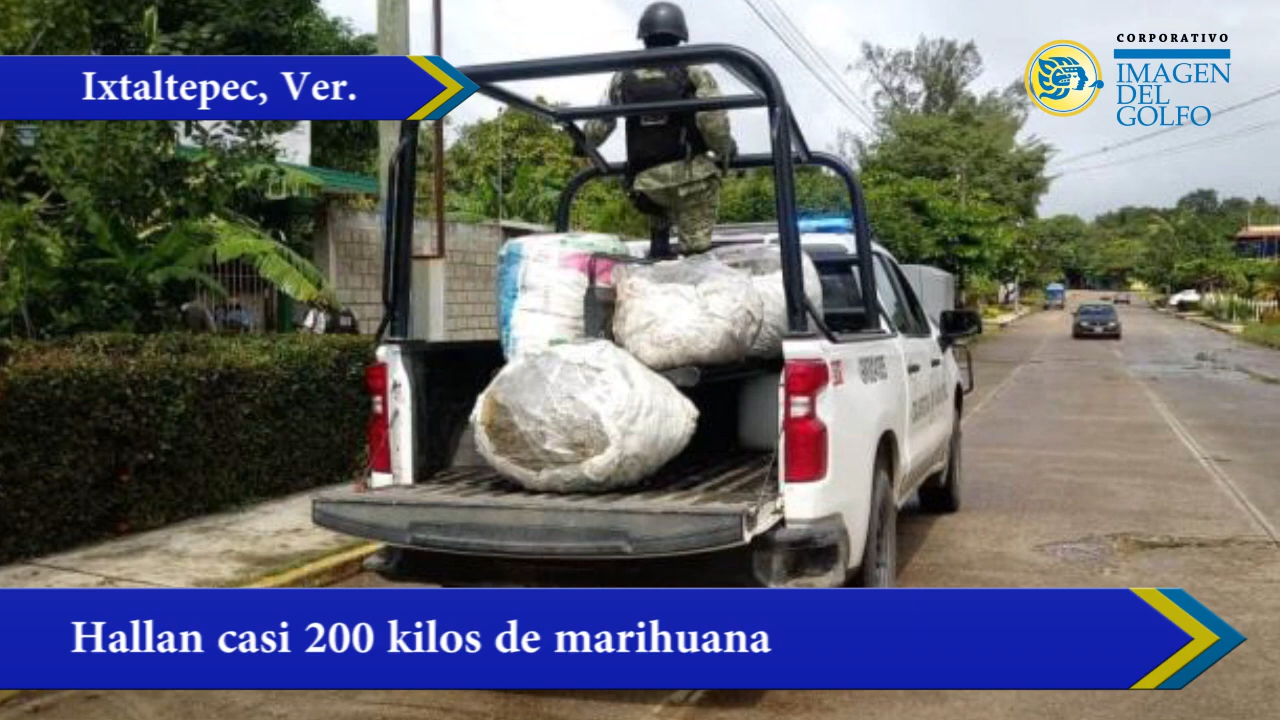 Ixtaltepec, Ver.
CORPORATIVO
IMAGEN
DEL
GOLFO
Hallan casi 200 kilos de marihuana